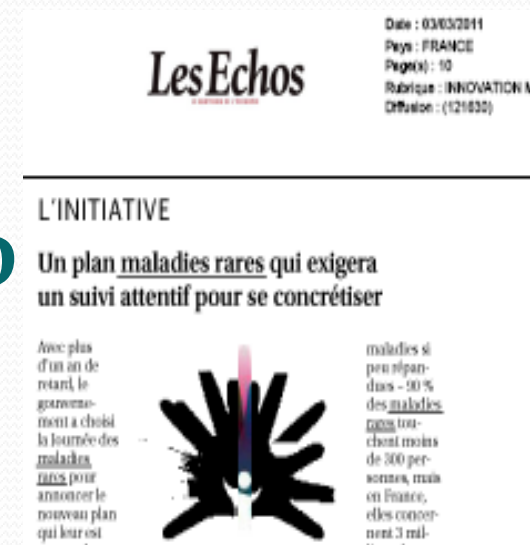 Les Echos
Date : 03/03/2011
Pays : FRANCE
Page(s) : 10
Rubrique : INNOVATION M
Diffusion : (121630)
L'INITIATIVE
Un plan maladies rares qui exigera
un suivi attentif pour se concrétiser
Avec plus
d'un an de
retard, le
gouverne-
ment a choisi
la Journée des
maladies
rares pour
annoncer le
nouveau plan
qui leur est
maladies si
peu répan-
dues – 90 %
des maladies
rares tou-
chent moins
de 300 per-
sonnes, mais
en France,
elles concer-
nent 3 mil-